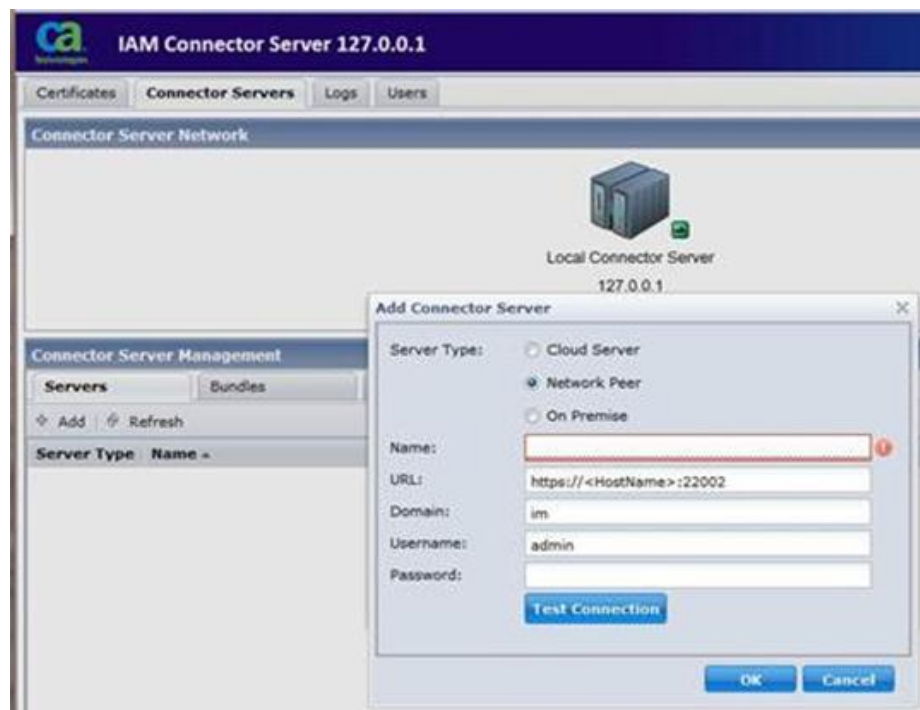 ca
technologies
IAM Connector Server 127.0.0.1
Certificates Connector Servers Logs Users
Connector Server Network
Local Connector Server
127.0.0.1
Add Connector Server
Server Type: Cloud Server
Network Peer
On Premise
Name:
URL: https://<HostName>:22002
Domain: im
Username: admin
Password:
Test Connection
OK Cancel
Connector Server Management
Servers Bundles
Add Refresh
Server Type Name